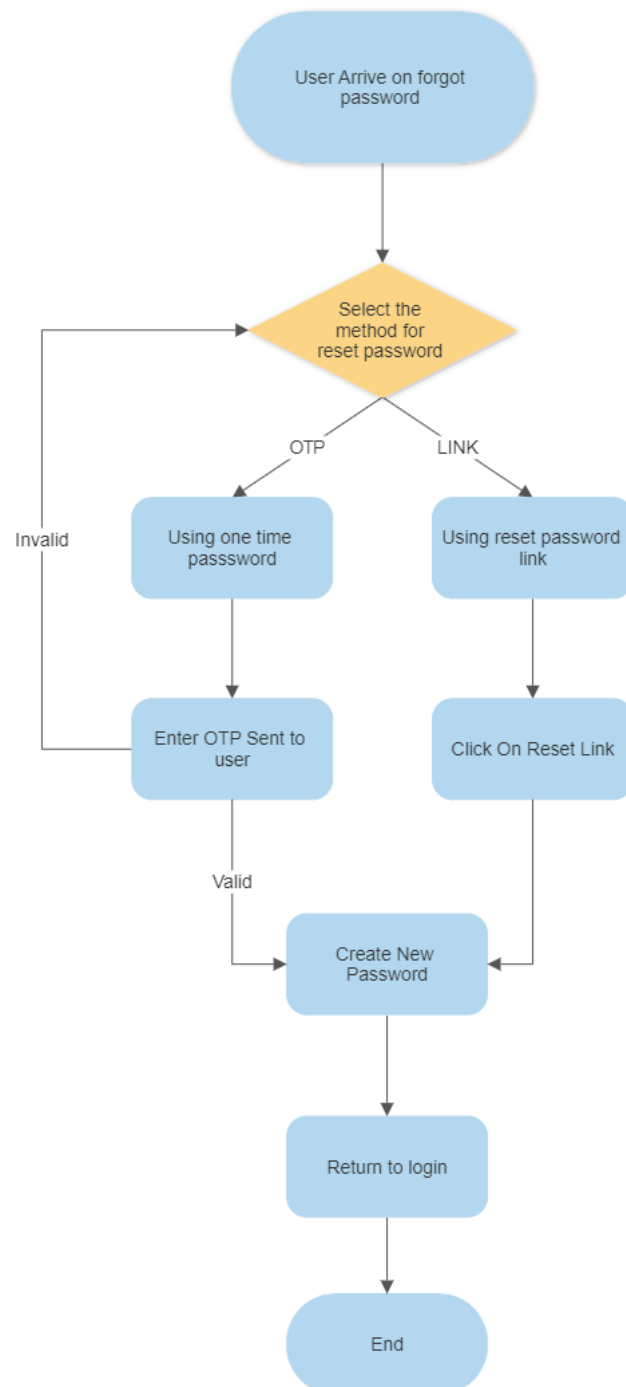 User Arrive on forgot
password
Select the
method for
reset password
OTP
LINK
Using one time
passsword
Using reset password
link
Invalid
Enter OTP Sent to
user
Click On Reset Link
Valid
Create New
Password
Return to login
End